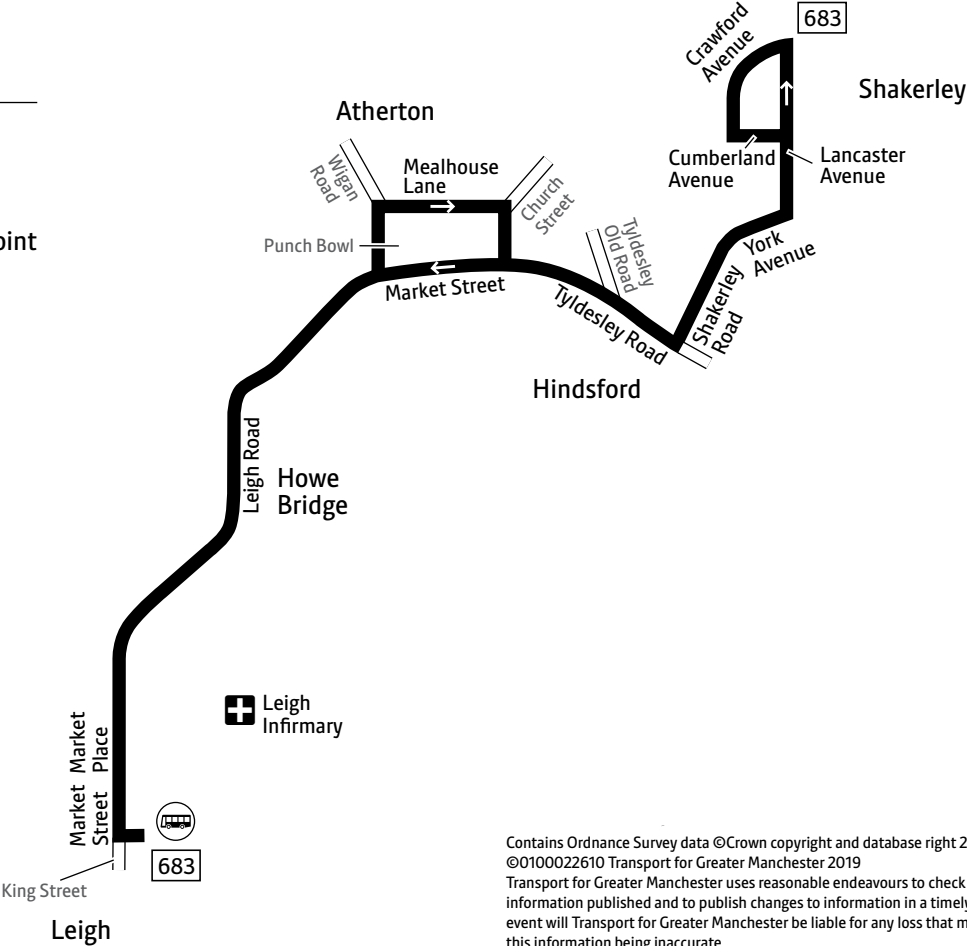 683
Crawford
Avenue
Shakerley
Atherton
Wigan
Road
Mealhouse
Lane
Church
Street
Cumberland
Avenue
Lancaster
Avenue
oint
Punch Bowl
Tyldesley
Old Road
York
Avenue
Market Street
Tyldesley Road
Shakerley
Road
Hindsford
Leigh Road
Howe
Bridge
Leigh
Infirmary
Market
Place
Market
Street
683
King Street
Leigh
Contains Ordnance Survey data ©Crown copyright and database right 2
©0100022610 Transport for Greater Manchester 2019
Transport for Greater Manchester uses reasonable endeavours to check
information published and to publish changes to information in a timely
event will Transport for Greater Manchester be liable for any loss that m
this information being inaccurate